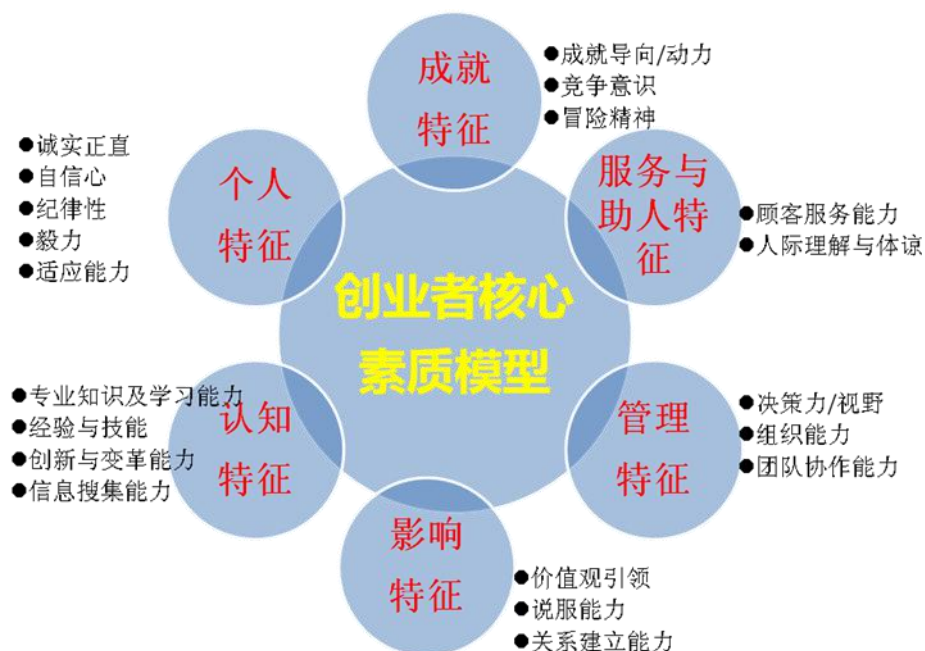 成就
特征
●成就导向/动力
●竞争意识
●冒险精神
服务与
助人特
征
●顾客服务能力
●人际理解与体谅
管理
特征
●决策力/视野
●组织能力
●团队协作能力
影响
特征
●价值观引领
●说服能力
●关系建立能力
认知
特征
●专业知识及学习能力
●经验与技能
●创新与变革能力
●信息搜集能力
个人
特征
●诚实正直
●自信心
●纪律性
●毅力
●适应能力
创业者核心
素质模型